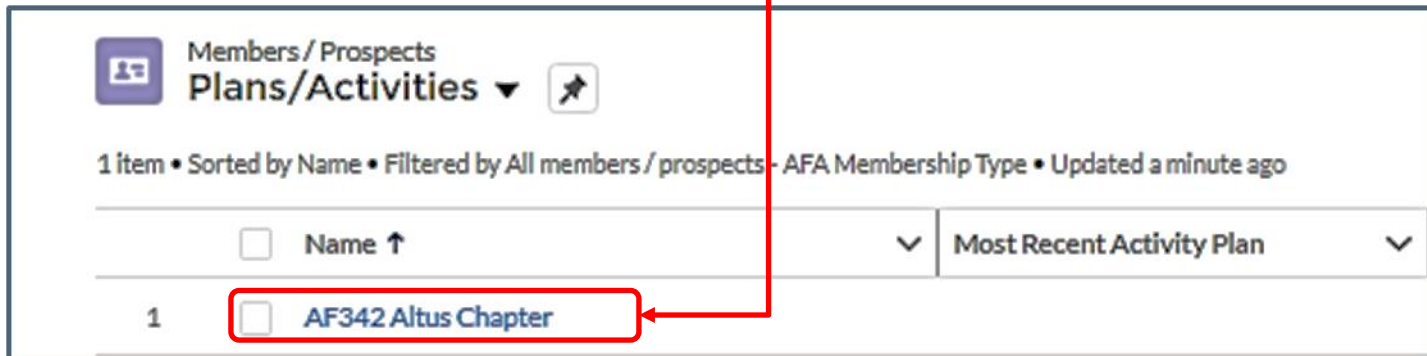 Members / Prospects
Plans/Activities
1 item • Sorted by Name • Filtered by All members / prospects - AFA Membership Type • Updated a minute ago
Name ↑ Most Recent Activity Plan
1 AF342 Altus Chapter